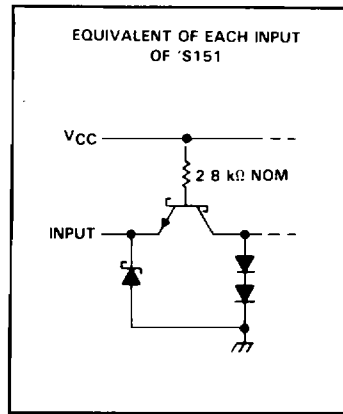 EQUIVALENT OF EACH INPUT
OF 'S151
VCC
2 8 kΩ NOM
INPUT